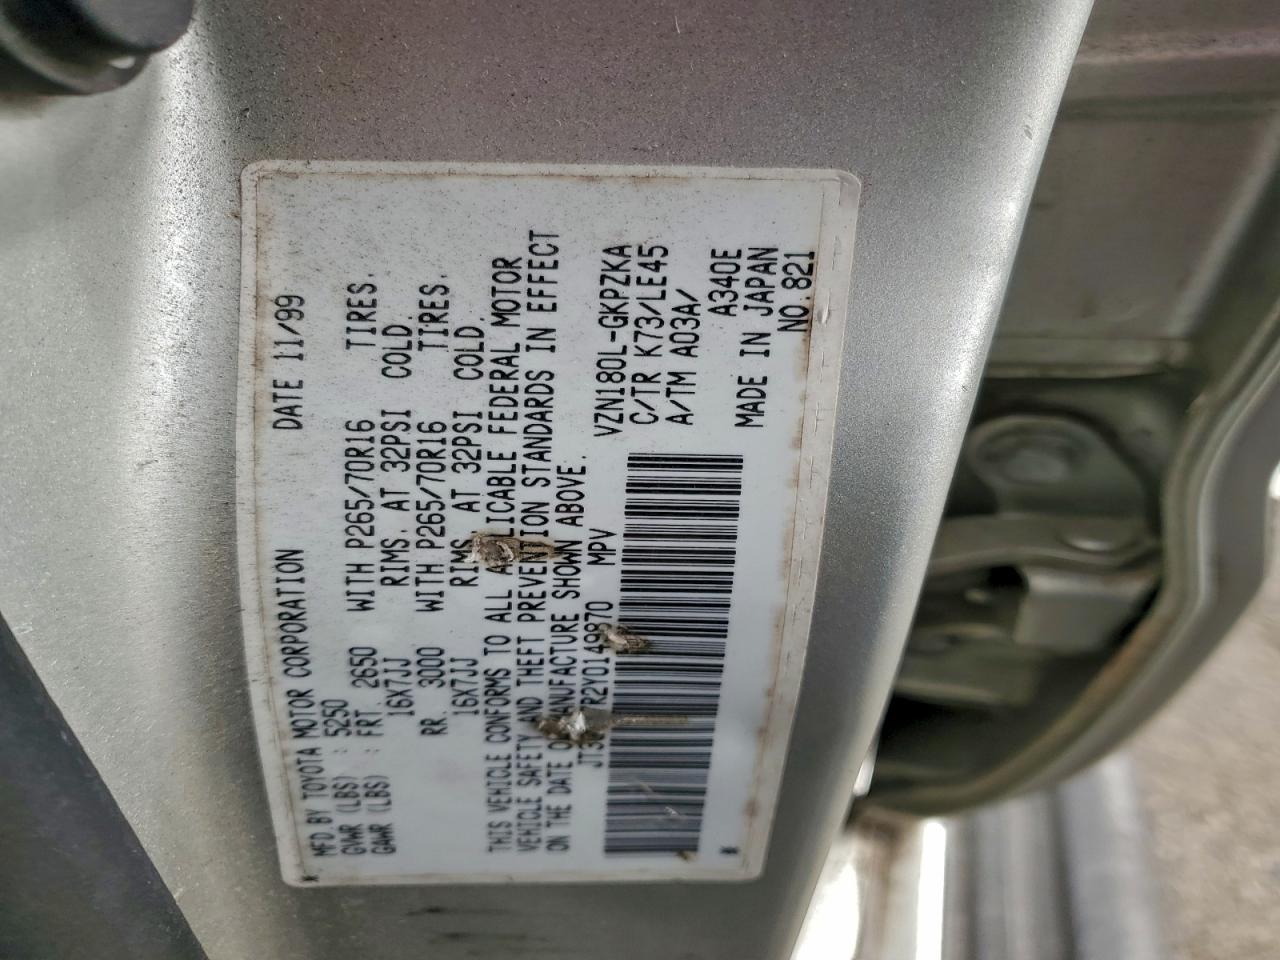 MFD. BY TOYOTA MOTOR CORPORATION DATE 11/99
GVWR (LBS) : 5250
GAWR (LBS) : FRT. 2650 WITH P265/70R16 TIRES.
16X7JJ RIMS. AT 32PSI COLD
RR. 3000 WITH P265/70R16 TIRES.
16X7JJ RIMS AT 32PSI COLD
THIS VEHICLE CONFORMS TO ALL FEDERAL MOTOR
VEHICLE SAFETY AND THEFT PREVENTION STANDARDS IN EFFECT
ON THE DATE SHOWN ABOVE.
MPV
VZN180L-GKPZKA
C/TR K73/LE45
A/TM A03A/
A340E
MADE IN JAPAN
NO.821